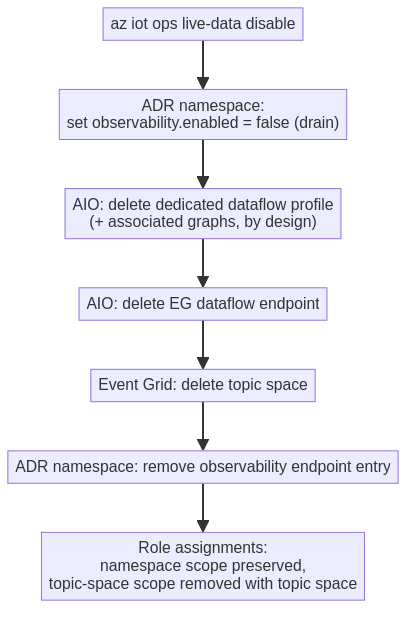 az iot ops live-data disable
ADR namespace:
set observability.enabled = false (drain)
AIO: delete dedicated dataflow profile
(+ associated graphs, by design)
AIO: delete EG dataflow endpoint
Event Grid: delete topic space
ADR namespace: remove observability endpoint entry
Role assignments:
namespace scope preserved,
topic-space scope removed with topic space